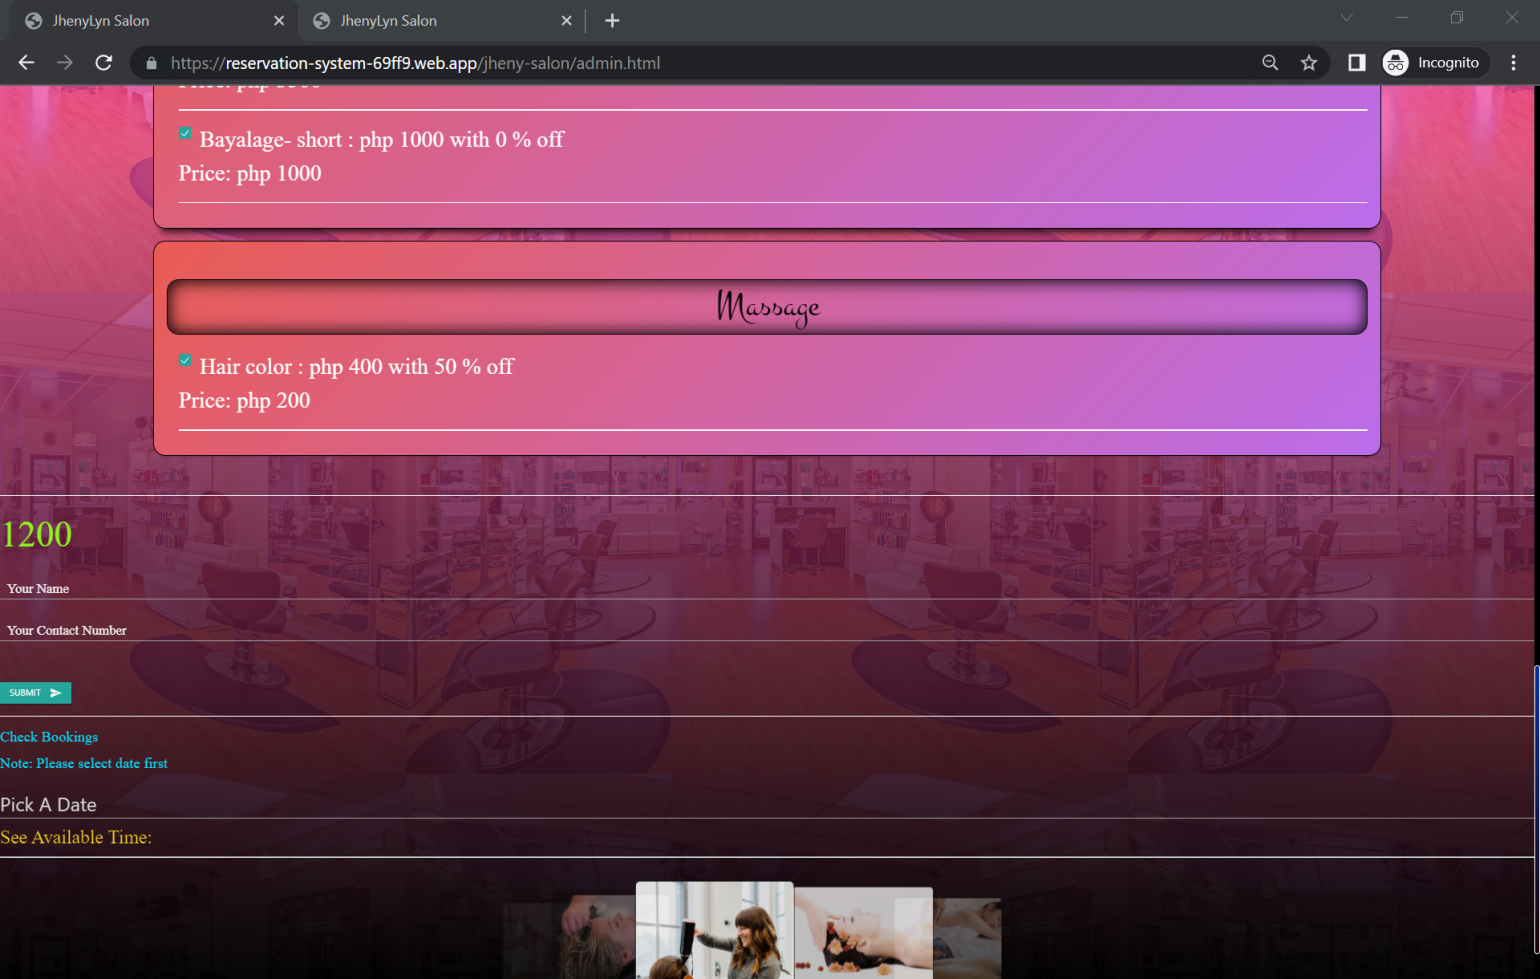 JhenyLyn Salon
JhenyLyn Salon
https://reservation-system-69ff9.web.app/jheny-salon/admin.html
Incognito
Bayalage- short : php 1000 with 0 % off
Price: php 1000
Massage
Hair color : php 400 with 50 % off
Price: php 200
1200
Your Name
Your Contact Number
SUBMIT
Check Bookings
Note: Please select date first
Pick A Date
See Available Time: